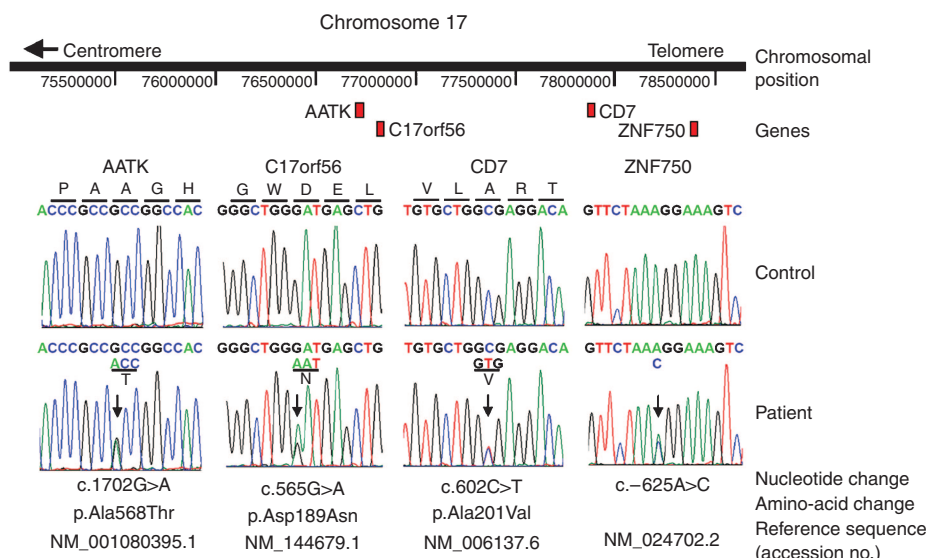 Chromosome 17
Centromere Telomere Chromosomal position
75500000 76000000 76500000 77000000 77500000 78000000 78500000
AATK CD7
C17orf56 ZNF750 Genes
AATK C17orf56 CD7 ZNF750
P A A G H G W D E L V L A R T
ACCCGCCGCCGGCCAC GGGCTGGGATGAGCTG TGTGCTGGCGAGGACA GTTCTAAAGGAAAGTC
Control
ACCCGCCGCCGGCCAC GGGCTGGGATGAGCTG TGTGCTGGCGAGGACA GTTCTAAAGGAAAGTC
ACC AAT GTG C
T N V
Patient
c.1702G>A c.565G>A c.602C>T c.−625A>C Nucleotide change
p.Ala568Thr p.Asp189Asn p.Ala201Val Amino-acid change
NM_001080395.1 NM_144679.1 NM_006137.6 NM_024702.2 Reference sequence
(accession no.)